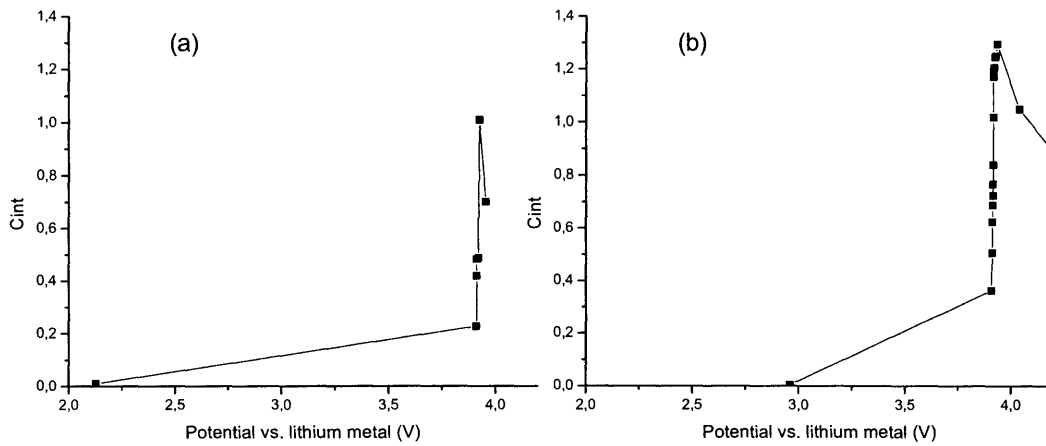 (a)
1,4
1,2
1,0
0,8
0,6
0,4
0,2
0,0
Cint
2,0 2,5 3,0 3,5 4,0
Potential vs. lithium metal (V)
(b)
1,4
1,2
1,0
0,8
0,6
0,4
0,2
0,0
Cint
2,0 2,5 3,0 3,5 4,0
Potential vs. lithium metal (V)